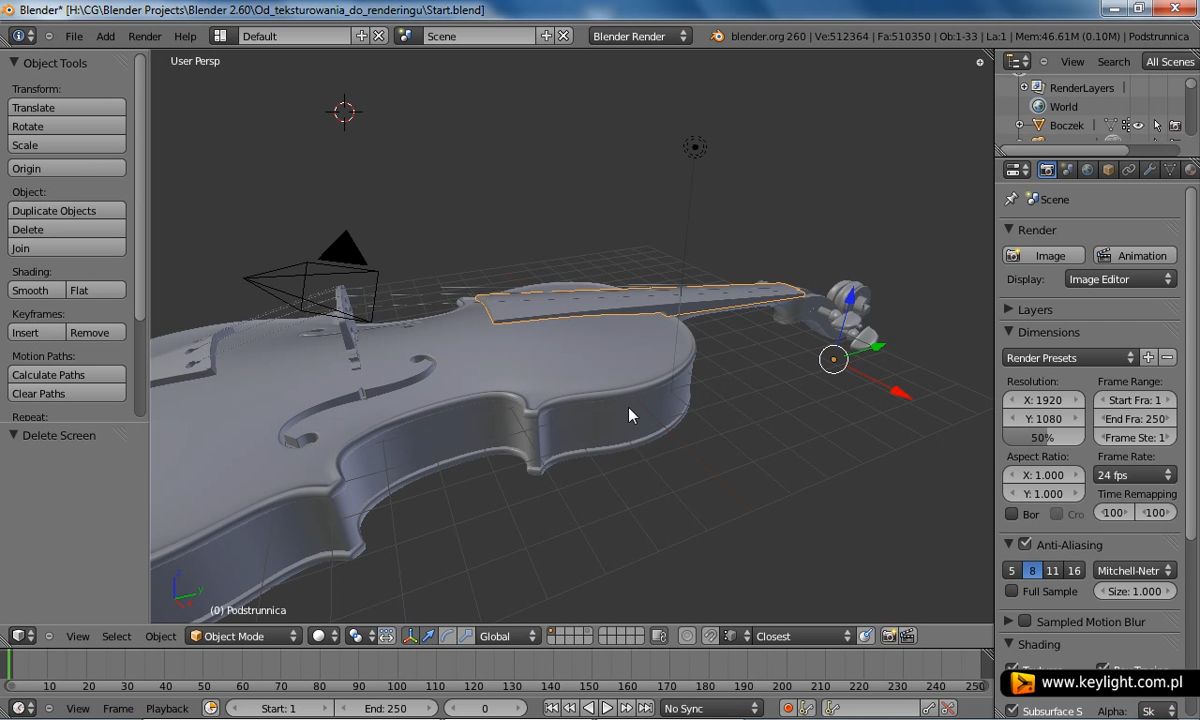 Blender* [H:\CG\Blender Projects\Blender 2.60\Od_teksturowania_do_renderingu\Start.blend]
File Add Render Help Default Scene Blender Render blender.org 260 | Ve:512364 | Fa:510350 | Ob:1-33 | La:1 | Mem:46.61M (0.10M) | Podstrunnica
View Search All Scenes
Object Tools
Transform:
Translate
Rotate
Scale
Origin
Object:
Duplicate Objects
Delete
Join
Shading:
Smooth Flat
Keyframes:
Insert Remove
Motion Paths:
Calculate Paths
Clear Paths
Repeat:
Delete Screen
User Persp
(0) Podstrunnica
RenderLayers
World
Boczek
Scene
Render
Image Animation
Display: Image Editor
Layers
Dimensions
Render Presets
Resolution: Frame Range:
X: 1920 Start Fra: 1
Y: 1080 End Fra: 250
50% Frame Ste: 1
Aspect Ratio: Frame Rate:
X: 1.000 24 fps
Y: 1.000 Time Remapping
Bor Cro 100 100
Anti-Aliasing
5 8 11 16 Mitchell-Netr
Full Sample Size: 1.000
Sampled Motion Blur
Shading
www.keylight.com.pl
Subsurface S Alpha: Sk
View Select Object Object Mode Global Closest
10 20 30 40 50 60 70 80 90 100 110 120 130 140 150 160 170 180 190 200 210 220 230 240 250
View Frame Playback Start: 1 End: 250 0 No Sync